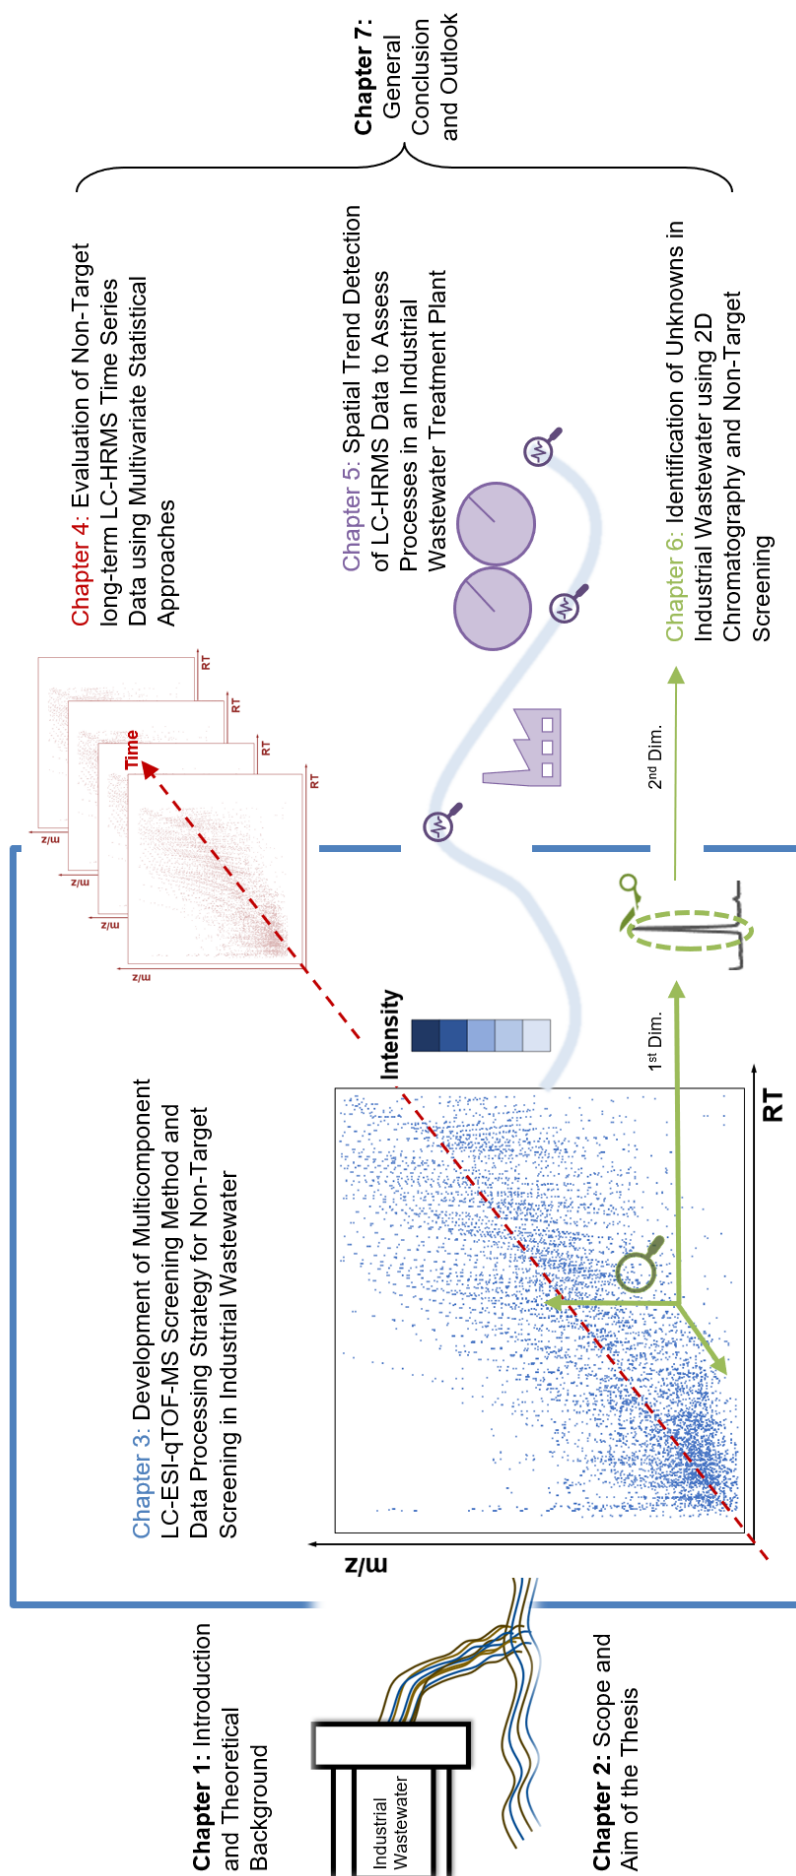 Chapter 1: Introduction
and Theoretical
Background
Industrial
Wastewater
Chapter 2: Scope and
Aim of the Thesis
Chapter 3: Development of Multicomponent
LC-ESI-qTOF-MS Screening Method and
Data Processing Strategy for Non-Target
Screening in Industrial Wastewater
m/z
RT
Intensity
1st Dim.
2nd Dim.
m/z
RT
m/z
RT
m/z
RT
m/z
RT
Time
Chapter 4: Evaluation of Non-Target
long-term LC-HRMS Time Series
Data using Multivariate Statistical
Approaches
Chapter 5: Spatial Trend Detection
of LC-HRMS Data to Assess
Processes in an Industrial
Wastewater Treatment Plant
Chapter 6: Identification of Unknowns in
Industrial Wastewater using 2D
Chromatography and Non-Target
Screening
Chapter 7:
General
Conclusion
and Outlook